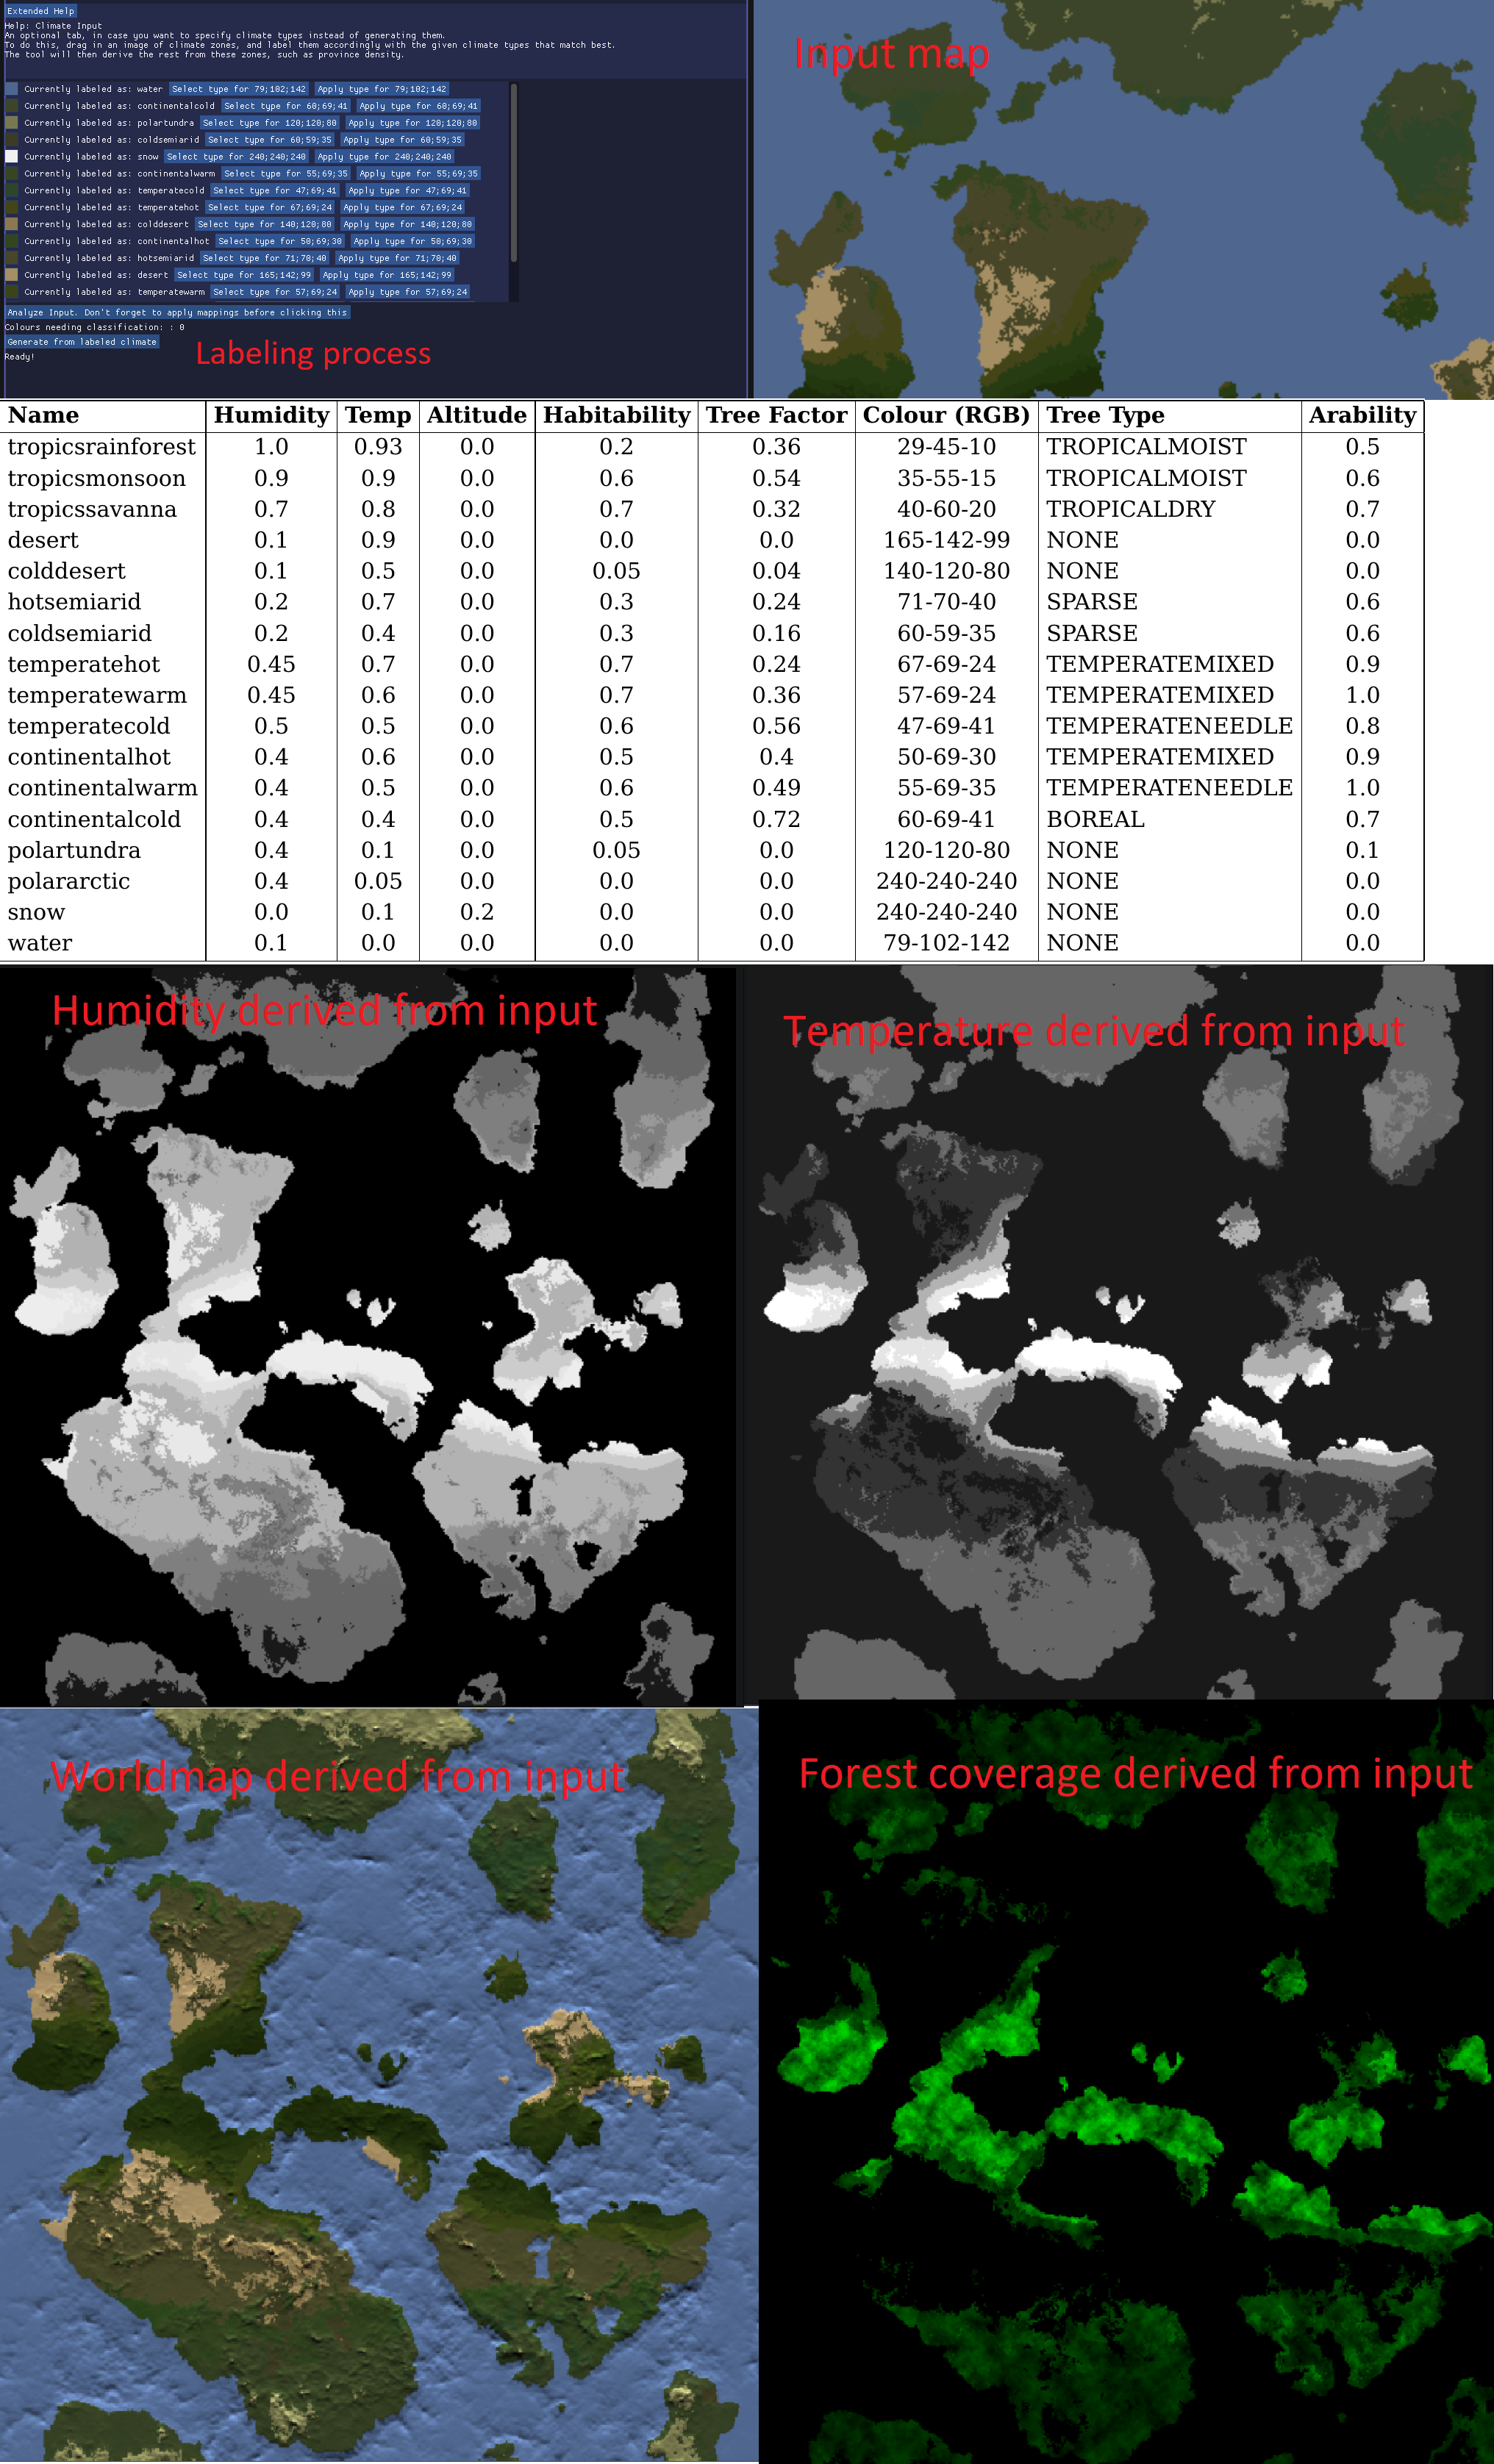 Extended Help
Help: Climate Input
An optional tab, in case you want to specify climate types instead of generating them.
To do this, drag in an image of climate zones, and label them accordingly with the given climate types that match best.
The tool will then derive the rest from these zones, such as province density.
Currently labeled as: water Select type for 79;102;142 Apply type for 79;102;142
Currently labeled as: continentalcold Select type for 60;69;41 Apply type for 60;69;41
Currently labeled as: polartundra Select type for 120;120;80 Apply type for 120;120;80
Currently labeled as: coldsemiarid Select type for 60;59;35 Apply type for 60;59;35
Currently labeled as: snow Select type for 240;240;240 Apply type for 240;240;240
Currently labeled as: continentalwarm Select type for 55;69;35 Apply type for 55;69;35
Currently labeled as: temperatecold Select type for 47;69;41 Apply type for 47;69;41
Currently labeled as: temperatehot Select type for 67;69;24 Apply type for 67;69;24
Currently labeled as: colddesert Select type for 140;120;80 Apply type for 140;120;80
Currently labeled as: continentalhot Select type for 50;69;30 Apply type for 50;69;30
Currently labeled as: hotsemiarid Select type for 71;70;40 Apply type for 71;70;40
Currently labeled as: desert Select type for 165;142;99 Apply type for 165;142;99
Currently labeled as: temperatewarm Select type for 57;69;24 Apply type for 57;69;24
Analyze Input. Don't forget to apply mappings before clicking this
Colours needing classification: : 0
Generate from labeled climate
Ready!
Labeling process
Input map
Name Humidity Temp Altitude Habitability Tree Factor Colour (RGB) Tree Type Arability
tropicsrainforest 1.0 0.93 0.0 0.2 0.36 29-45-10 TROPICALMOIST 0.5
tropicsmonsoon 0.9 0.9 0.0 0.6 0.54 35-55-15 TROPICALMOIST 0.6
tropicssavanna 0.7 0.8 0.0 0.7 0.32 40-60-20 TROPICALDRY 0.7
desert 0.1 0.9 0.0 0.0 0.0 165-142-99 NONE 0.0
colddesert 0.1 0.5 0.0 0.05 0.04 140-120-80 NONE 0.0
hotsemiarid 0.2 0.7 0.0 0.3 0.24 71-70-40 SPARSE 0.6
coldsemiarid 0.2 0.4 0.0 0.3 0.16 60-59-35 SPARSE 0.6
temperatehot 0.45 0.7 0.0 0.7 0.24 67-69-24 TEMPERATEMIXED 0.9
temperatewarm 0.45 0.6 0.0 0.7 0.36 57-69-24 TEMPERATEMIXED 1.0
temperatecold 0.5 0.5 0.0 0.6 0.56 47-69-41 TEMPERATENEEDLE 0.8
continentalhot 0.4 0.6 0.0 0.5 0.4 50-69-30 TEMPERATEMIXED 0.9
continentalwarm 0.4 0.5 0.0 0.6 0.49 55-69-35 TEMPERATENEEDLE 1.0
continentalcold 0.4 0.4 0.0 0.5 0.72 60-69-41 BOREAL 0.7
polartundra 0.4 0.1 0.0 0.05 0.0 120-120-80 NONE 0.1
polararctic 0.4 0.05 0.0 0.0 0.0 240-240-240 NONE 0.0
snow 0.0 0.1 0.2 0.0 0.0 240-240-240 NONE 0.0
water 0.1 0.0 0.0 0.0 0.0 79-102-142 NONE 0.0
Humidity derived from input
Temperature derived from input
Worldmap derived from input
Forest coverage derived from input